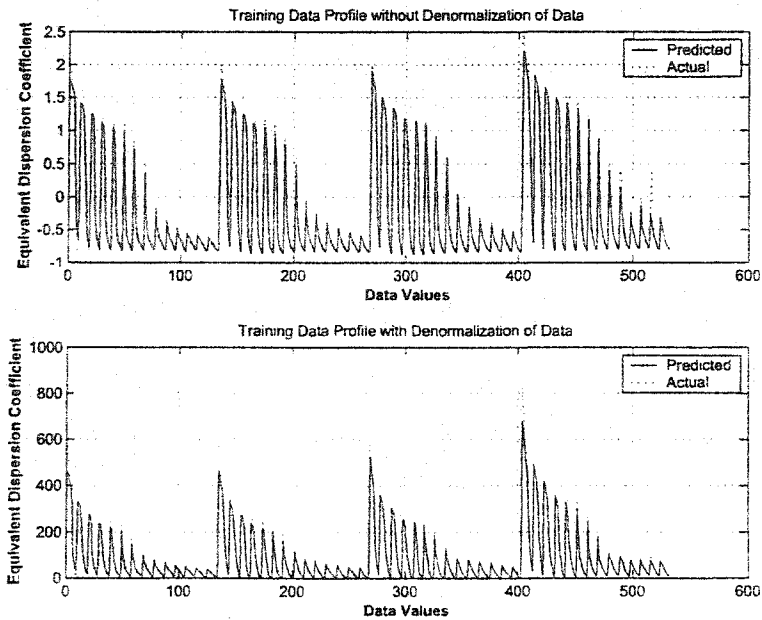 Training Data Profile without Denormalization of Data
Equivalent Dispersion Coefficient
2.5
2
1.5
1
0.5
0
-0.5
-1
Predicted
Actual
0 100 200 300 400 500 600
Data Values
Training Data Profile with Denormalization of Data
Equivalent Dispersion Coefficient
1000
800
600
400
200
0
Predicted
Actual
0 100 200 300 400 500 600
Data Values